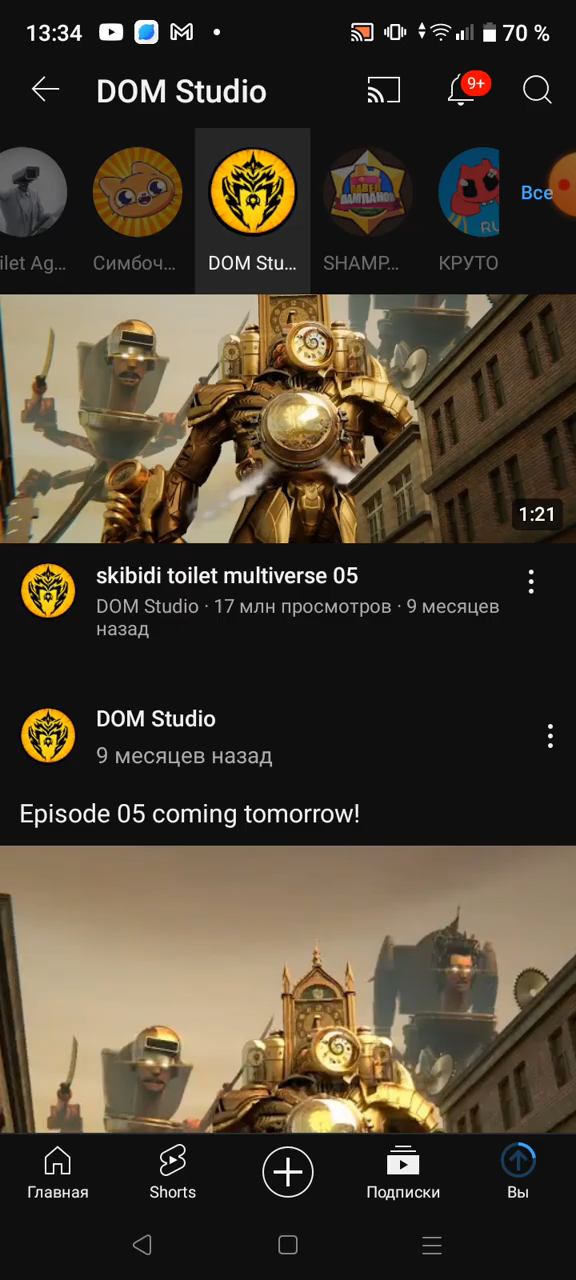 13:34
70 %
DOM Studio
9+
ilet Ag...
Симбоч...
DOM Stu...
SHAMP...
КРУТО
RU
Все
1:21
skibidi toilet multiverse 05
DOM Studio · 17 млн просмотров · 9 месяцев
назад
DOM Studio
9 месяцев назад
Episode 05 coming tomorrow!
Главная
Shorts
Подписки
Вы